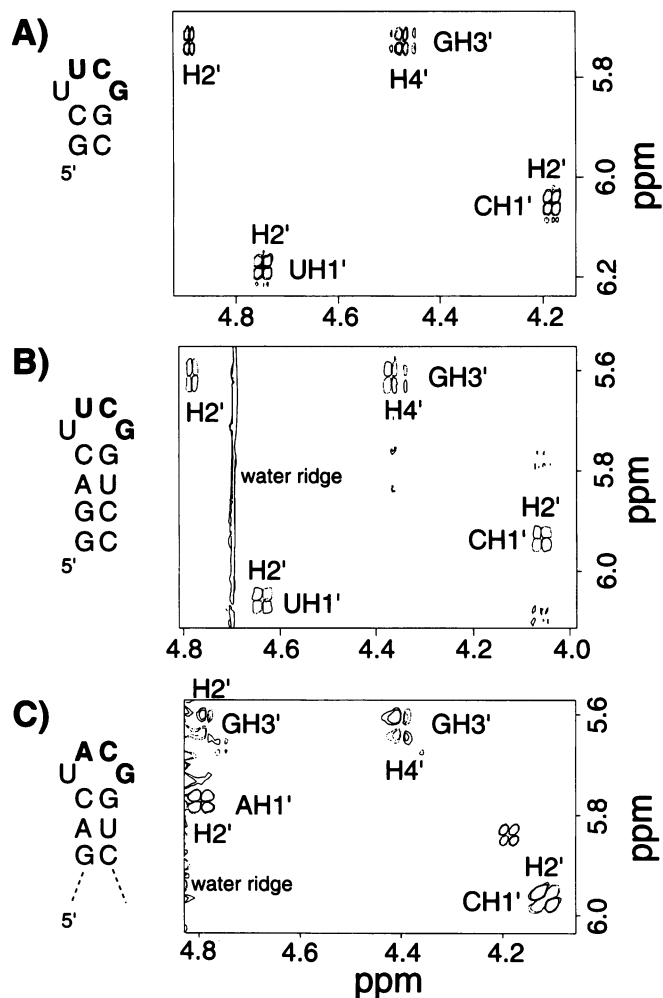 A)
U C
U G
C G
G C
5'
H2'
H4'
GH3'
H2'
CH1'
H2'
UH1'
5.8
6.0
6.2
ppm
4.8 4.6 4.4 4.2
B)
U C
U G
C G
A U
G C
G C
5'
H2'
GH3'
H4'
water ridge
H2'
CH1'
H2'
UH1'
5.6
5.8
6.0
ppm
4.8 4.6 4.4 4.2 4.0
C)
A C
U G
C G
A U
G C
5'
H2'
GH3'
GH3'
H4'
AH1'
H2'
H2'
water ridge
CH1'
5.6
5.8
6.0
ppm
4.8 4.6 4.4 4.2
ppm